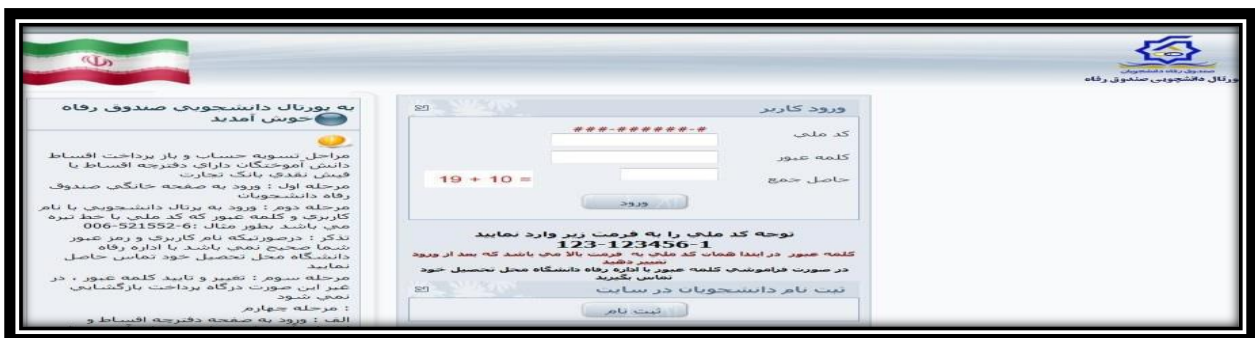 صندوق رفاه دانشجویان
پرتال دانشجویی صندوق رفاه
ورود کاربر
###-######-#
کد ملی
کلمه عبور
حاصل جمع
19 + 10 =
ورود
توجه کد ملی را به فرمت زیر وارد نمایید
123-123456-1
کلمه عبور در ابتدا همان کد ملی به فرمت بالا می باشد که بعد از ورود
تغییر دهید
در صورت فراموشی کلمه عبور با اداره رفاه دانشگاه محل تحصیل خود
تماس بگیرید
ثبت نام دانشجویان در سایت
ثبت نام
به پورتال دانشجویی صندوق رفاه
خوش آمدید
مراحل تسویه حساب و باز پرداخت اقساط
دانش آموختگان دارای دفترچه اقساط یا
فیش نقدی بانک تجارت
مرحله اول : ورود به صفحه خانگی صندوق
رفاه دانشجویان
مرحله دوم : ورود به پرتال دانشجویی با نام
کاربری و کلمه عبور که کد ملی با خط تیره
می باشد بطور مثال :6-521552-006
تذکر : درصورتیکه نام کاربری و رمز عبور
شما صحیح نمی باشد با اداره رفاه
دانشگاه محل تحصیل خود تماس حاصل
نمایید
مرحله سوم : تغییر و تایید کلمه عبور ، در
غیر این صورت درگاه پرداخت بازگشایی
نمی شود
: مرحله چهارم
الف : ورود به صفحه دفترچه اقساط و